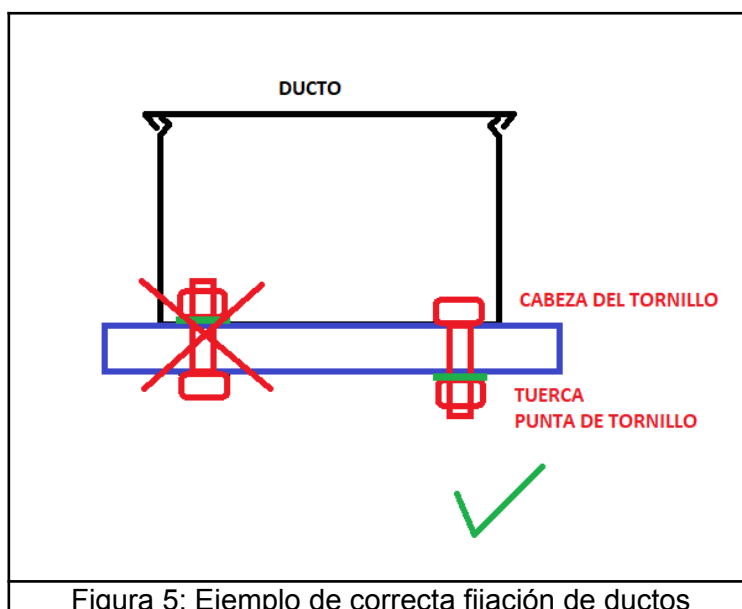 DUCTO
CABEZA DEL TORNILLO
TUERCA
PUNTA DE TORNILLO
Figura 5: Ejemplo de correcta fijación de ductos